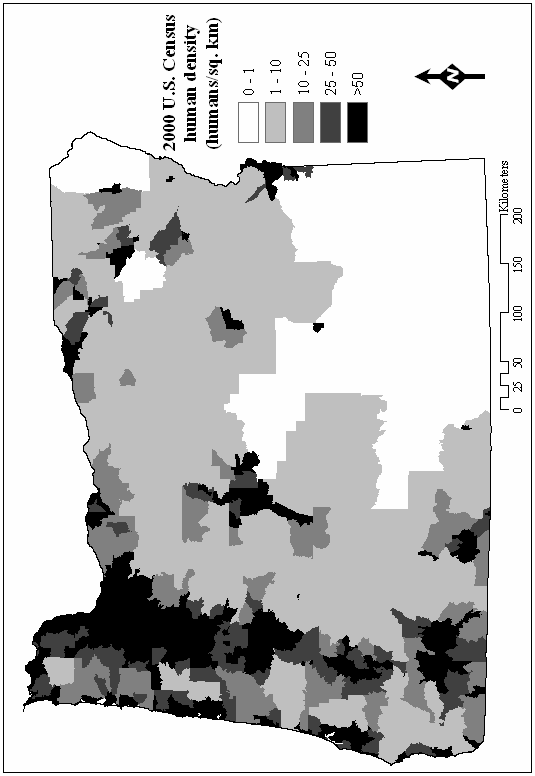 2000 U.S. Census
human density
(humans/sq. km)
0 - 1
1 - 10
10 - 25
25 - 50
>50
N
0 25 50 100 150 200
Kilometers